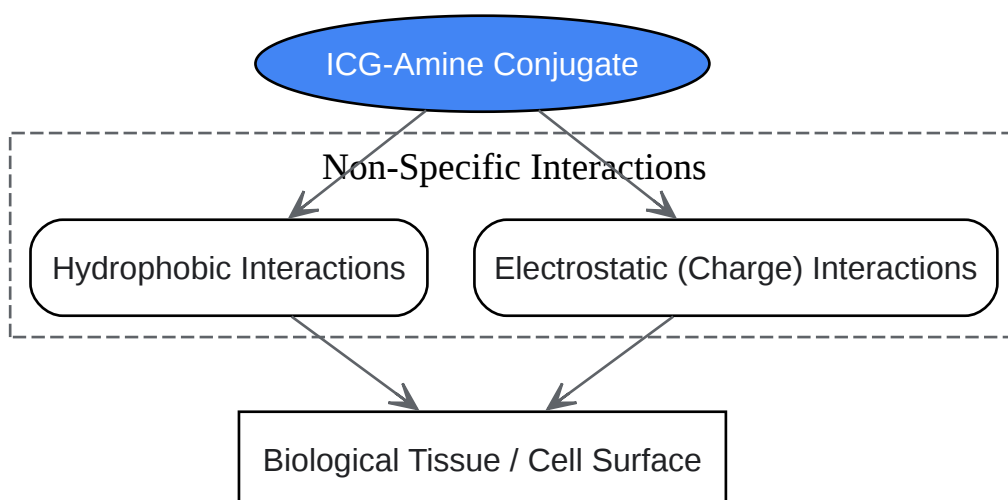 ICG-Amine Conjugate
Non-Specific Interactions
Hydrophobic Interactions
Electrostatic (Charge) Interactions
Biological Tissue / Cell Surface